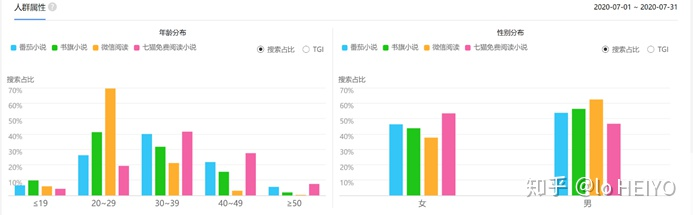 人群属性 ?
2020-07-01 ~ 2020-07-31
年龄分布
番茄小说 书旗小说 微信阅读 七猫免费阅读小说
搜索占比 TGI
搜索占比
70%
60%
50%
40%
30%
20%
10%
≤19 20~29 30~39 40~49 ≥50
性别分布
番茄小说 书旗小说 微信阅读 七猫免费阅读小说
搜索占比 TGI
搜索占比
70%
60%
50%
40%
30%
20%
10%
女 男
知乎 @lo HEIYO